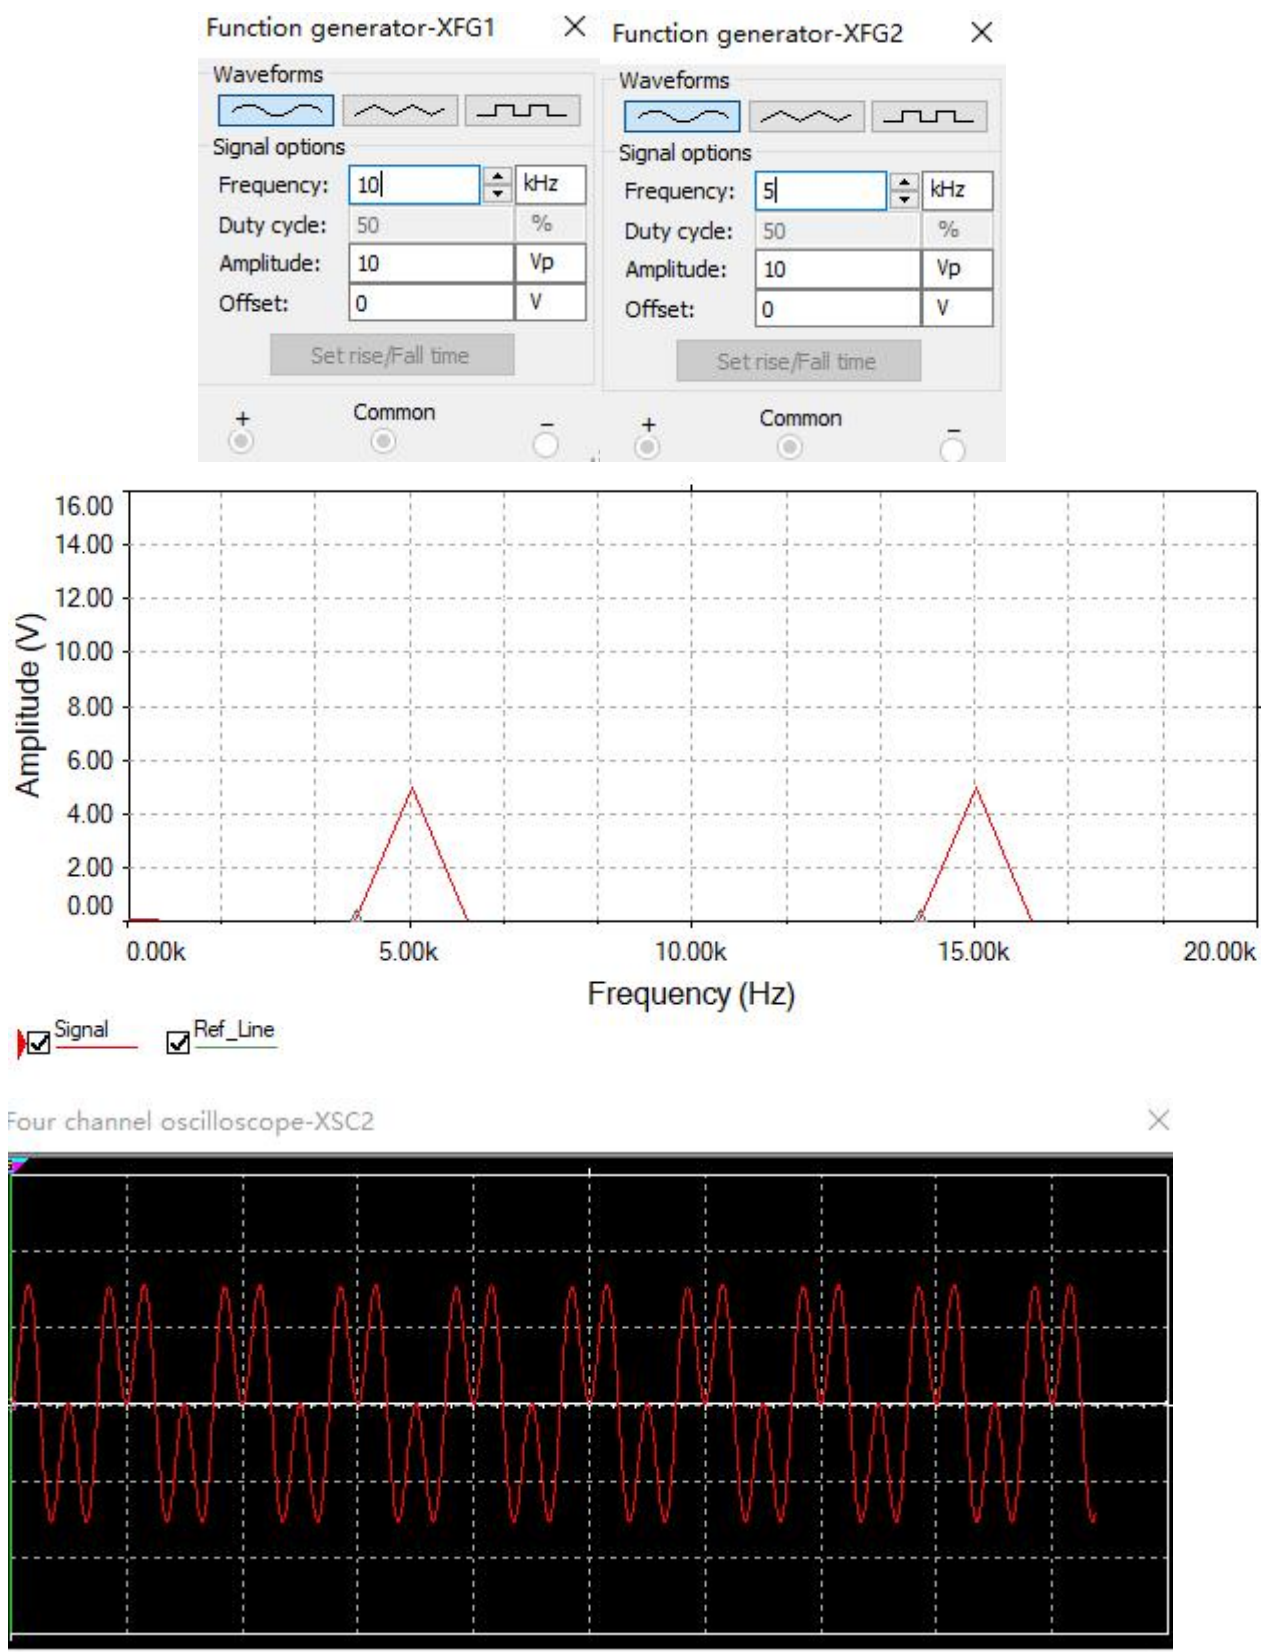 Function generator-XFG1
Waveforms
Signal options
Frequency: 10 kHz
Duty cycle: 50 %
Amplitude: 10 Vp
Offset: 0 V
Set rise/Fall time
+ Common −
Function generator-XFG2
Waveforms
Signal options
Frequency: 5 kHz
Duty cycle: 50 %
Amplitude: 10 Vp
Offset: 0 V
Set rise/Fall time
+ Common −
Amplitude (V)
16.00
14.00
12.00
10.00
8.00
6.00
4.00
2.00
0.00
0.00k 5.00k 10.00k 15.00k 20.00k
Frequency (Hz)
Signal Ref_Line
Four channel oscilloscope-XSC2